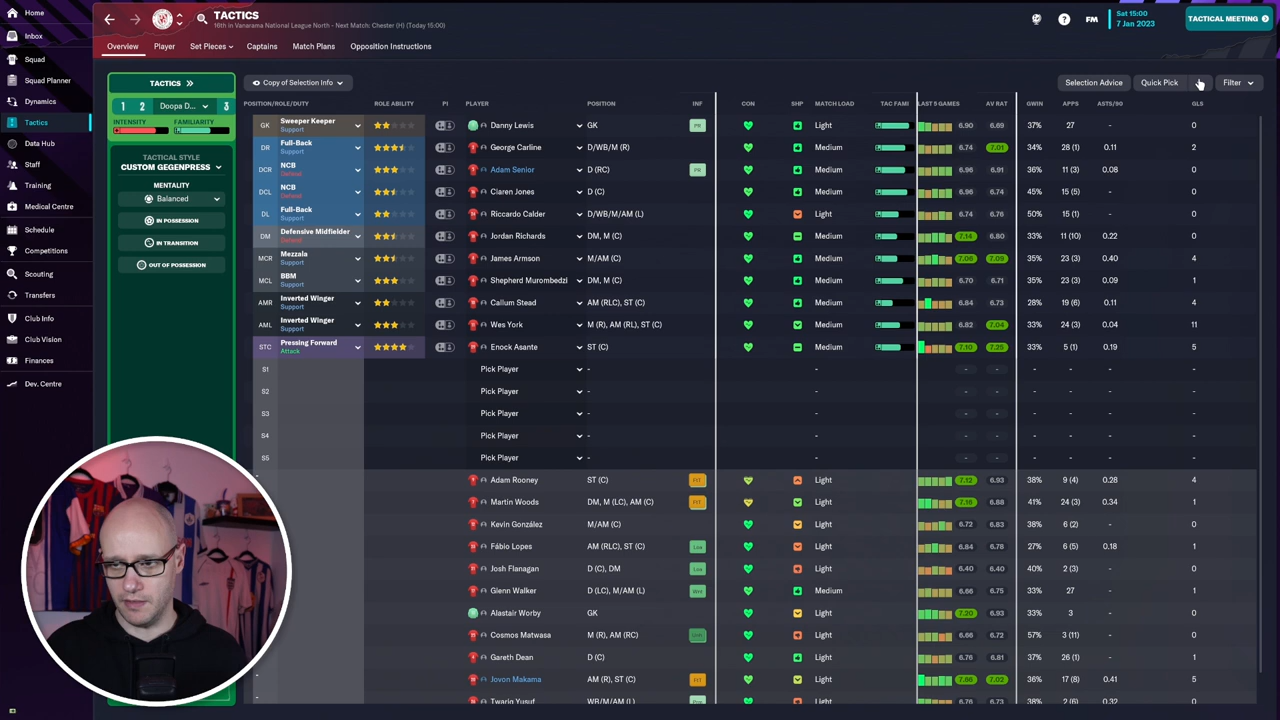 Home
Inbox
Squad
Squad Planner
Dynamics
Tactics
Data Hub
Staff
Training
Medical Centre
Schedule
Competitions
Scouting
Transfers
Club Info
Club Vision
Finances
Dev. Centre
TACTICS
16th in Vanarama National League North - Next Match: Chester (H) (Today 15:00)
FM
Sat 15:00
7 Jan 2023
TACTICAL MEETING
Overview Player Set Pieces Captains Match Plans Opposition Instructions
TACTICS
1 2 Doopa D... 3
INTENSITY FAMILIARITY
TACTICAL STYLE
CUSTOM GEGENPRESS
MENTALITY
Balanced
IN POSSESSION
IN TRANSITION
OUT OF POSSESSION
Copy of Selection Info
Selection Advice Quick Pick Filter
POSITION/ROLE/DUTY ROLE ABILITY PI PLAYER POSITION INF CON SHP MATCH LOAD TAC FAMI LAST 5 GAMES AV RAT GWIN APPS ASTS/90 GLS
GK Sweeper Keeper Support Danny Lewis GK PR Light 6.90 6.69 37% 27 - 0
DR Full-Back Support George Carline D/WB/M (R) Medium 6.74 7.01 34% 28 (1) 0.11 2
DCR NCB Defend Adam Senior D (RC) PR Medium 6.96 6.91 36% 11 (3) 0.08 0
DCL NCB Defend Ciaren Jones D (C) Medium 6.96 6.74 45% 15 (5) - 0
DL Full-Back Support Riccardo Calder D/WB/M/AM (L) Light 6.74 6.76 50% 15 (1) - 0
DM Defensive Midfielder Defend Jordan Richards DM, M (C) Medium 7.14 6.80 30% 11 (10) 0.22 0
MCR Mezzala Support James Armson M/AM (C) Medium 7.08 7.09 35% 23 (3) 0.40 4
MCL BBM Support Shepherd Murombedzi DM, M (C) Medium 6.70 6.71 35% 23 (3) 0.09 1
AMR Inverted Winger Support Callum Stead AM (RLC), ST (C) Medium 6.84 6.73 28% 19 (6) 0.11 4
AML Inverted Winger Support Wes York M (R), AM (RL), ST (C) Medium 6.82 7.04 33% 24 (3) 0.04 11
STC Pressing Forward Attack Enock Asante ST (C) Medium 7.10 7.25 33% 5 (1) 0.19 5
S1 Pick Player - - - - - - - -
S2 Pick Player - - - - - - - -
S3 Pick Player - - - - - - - -
S4 Pick Player - - - - - - - -
S5 Pick Player - - - - - - - -
- Adam Rooney ST (C) Light 7.12 6.93 38% 9 (4) 0.28 4
Martin Woods DM, M (LC), AM (C) Light 7.16 6.88 41% 24 (3) 0.34 1
Kevin González M/AM (C) Light 6.72 6.83 38% 6 (2) - 0
Fábio Lopes AM (RLC), ST (C) Loa Light 6.84 6.78 27% 6 (5) 0.18 1
Josh Flanagan D (C), DM Loa Light 6.40 6.40 40% 2 (3) - 0
Glenn Walker D (LC), M/AM (L) Wnt Medium 6.66 6.75 33% 27 - 1
Alastair Worby GK Light 7.20 6.93 33% 3 - 0
Cosmos Matwasa M (R), AM (RC) Light 6.66 6.72 57% 3 (11) - 0
Gareth Dean D (C) Light 6.76 6.81 37% 26 (1) - 1
- Jovon Makama AM (R), ST (C) Light 7.86 7.02 36% 17 (8) 0.41 5